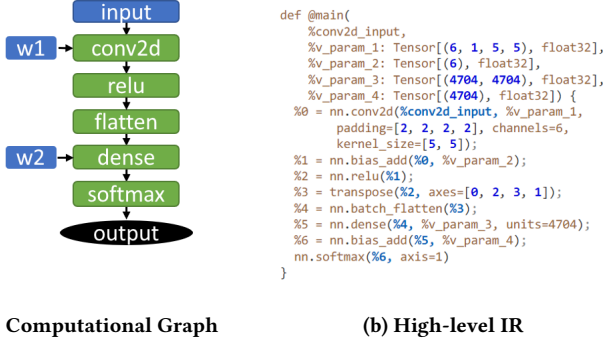 input
w1
conv2d
relu
flatten
w2
dense
softmax
output
def @main(
%conv2d_input,
%v_param_1: Tensor[(6, 1, 5, 5), float32],
%v_param_2: Tensor[(6), float32],
%v_param_3: Tensor[(4704, 4704), float32],
%v_param_4: Tensor[(4704), float32]) {
%0 = nn.conv2d(%conv2d_input, %v_param_1,
padding=[2, 2, 2, 2], channels=6,
kernel_size=[5, 5]);
%1 = nn.bias_add(%0, %v_param_2);
%2 = nn.relu(%1);
%3 = transpose(%2, axes=[0, 2, 3, 1]);
%4 = nn.batch_flatten(%3);
%5 = nn.dense(%4, %v_param_3, units=4704);
%6 = nn.bias_add(%5, %v_param_4);
nn.softmax(%6, axis=1)
}
Computational Graph
(b) High-level IR